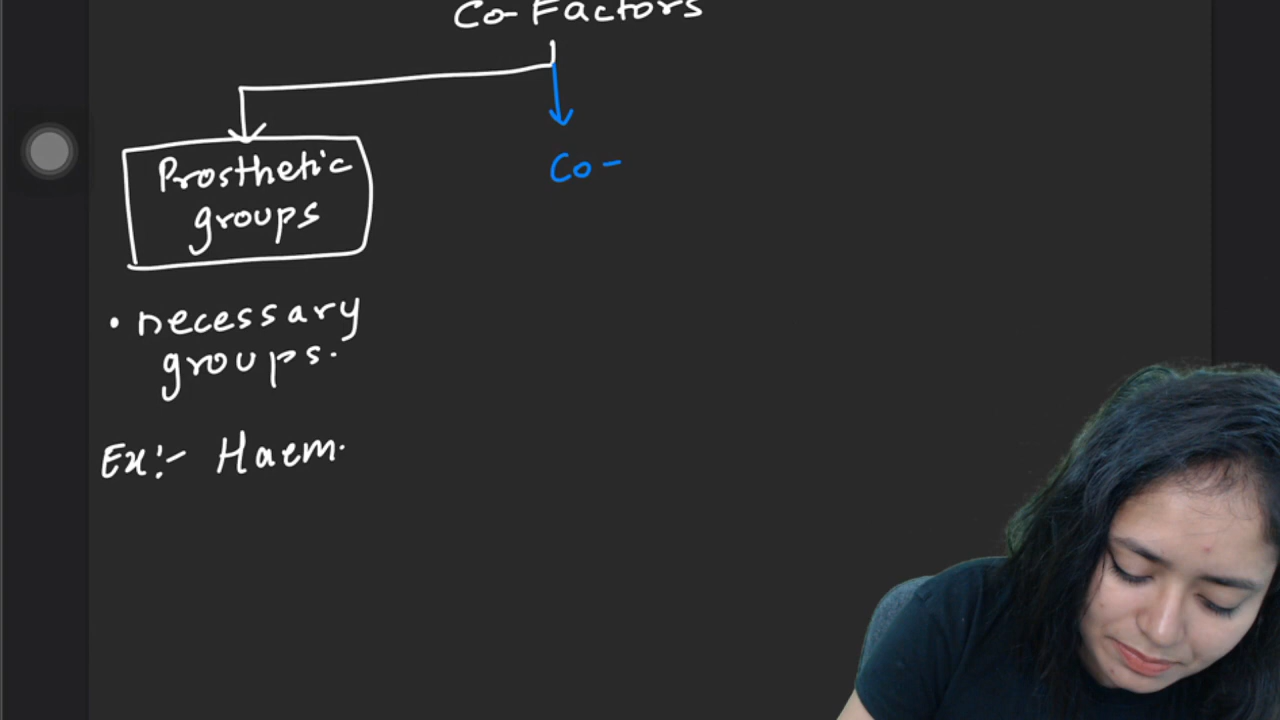 Co-Factors
Prosthetic
groups
Co-
• necessary
groups.
Ex:- Haem.